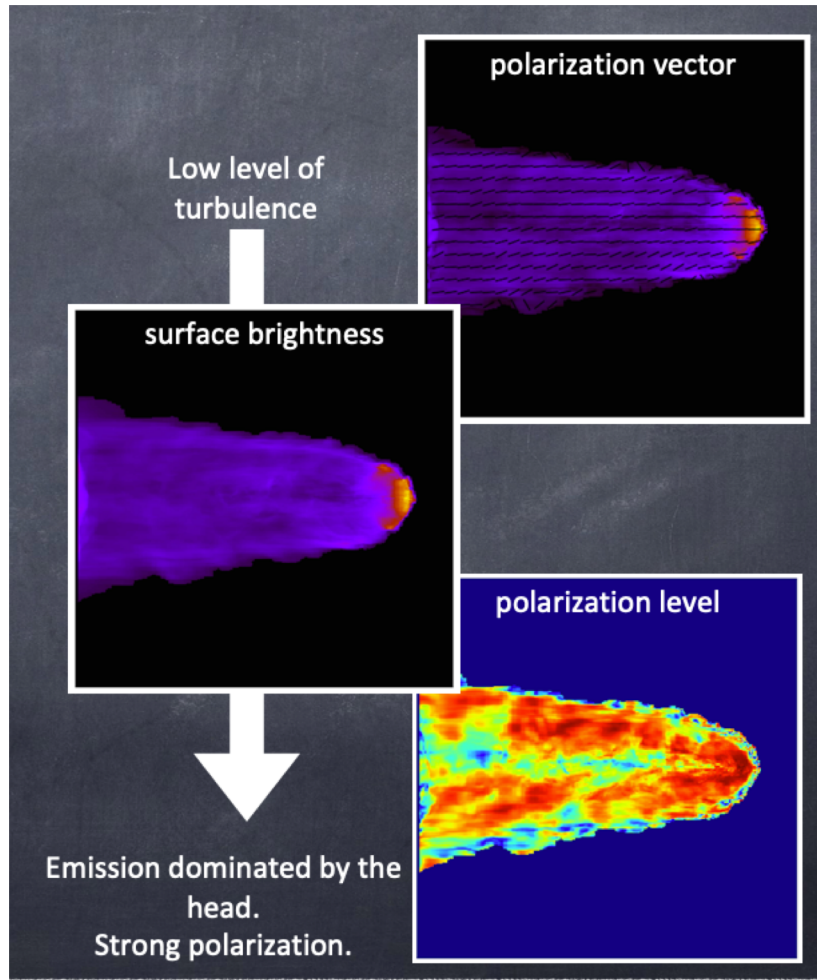 polarization vector
Low level of
turbulence
surface brightness
polarization level
Emission dominated by the
head.
Strong polarization.